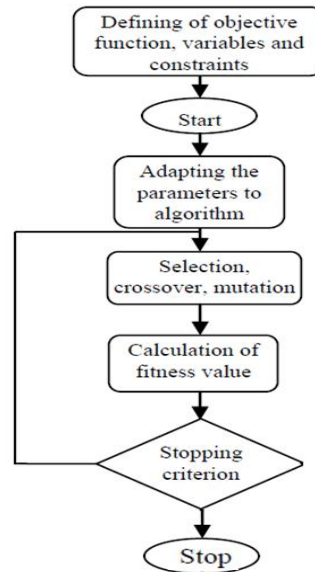 Defining of objective
function, variables and
constraints
Start
Adapting the
parameters to
algorithm
Selection,
crossover, mutation
Calculation of
fitness value
Stopping
criterion
Stop